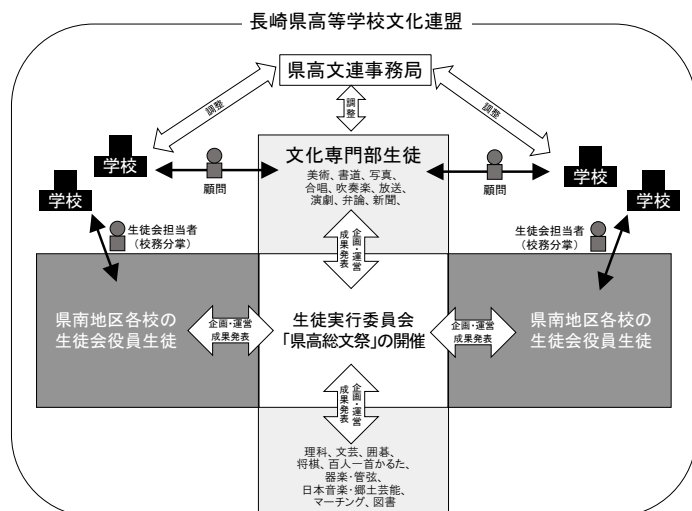 長崎県高等学校文化連盟
県高文連事務局
調整
調整
調整
学校
学校
顧問
文化専門部生徒
美術、書道、写真、
合唱、吹奏楽、放送、
演劇、弁論、新聞、
顧問
学校
学校
生徒会担当者
(校務分掌)
企画・運営
成果発表
生徒会担当者
(校務分掌)
県南地区各校の
生徒会役員生徒
企画・運営
成果発表
生徒実行委員会
「県高総文祭」の開催
企画・運営
成果発表
県南地区各校の
生徒会役員生徒
企画・運営
成果発表
理科、文芸、囲碁、
将棋、百人一首かるた、
器楽・管弦、
日本音楽・郷土芸能、
マーチング、図書